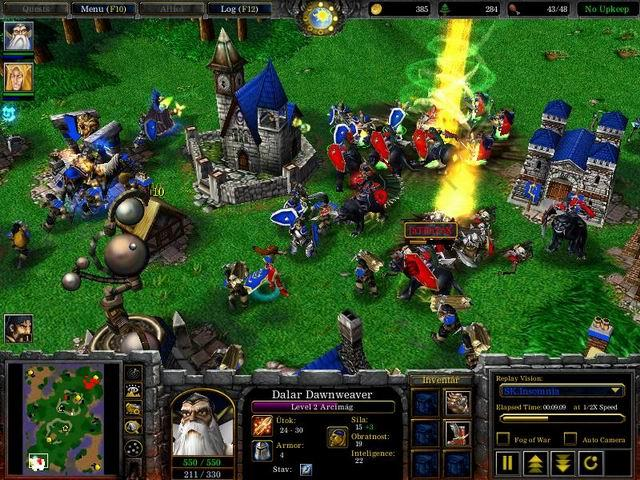 Quests
Menu (F10)
Allied
Log (F12)
385
284
43/48
No Upkeep
+10
Dalar Dawnweaver
Level 2 Arcimág
Útok:
24 - 30
Armor:
4
Stav:
Síla:
15 +3
Obratnost:
19
Inteligence:
22
550 / 550
211 / 330
Inventář
Replay Vision:
SK.Insomnia
Elapsed Time: 00:09:09 at 1/2X Speed
Fog of War
Auto Camera